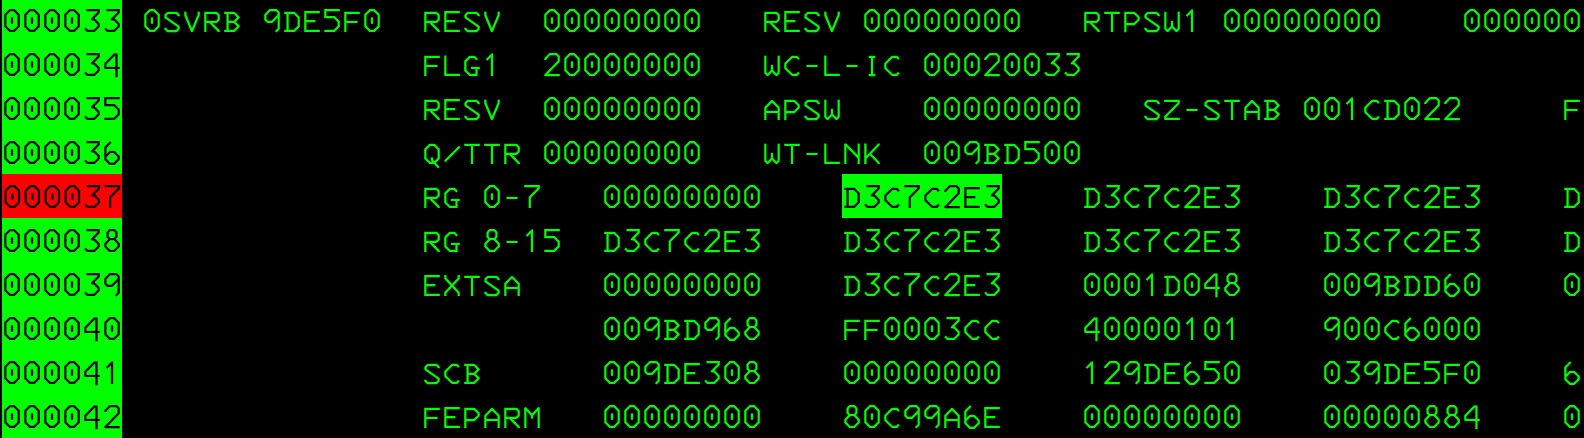 000033 0SVRB 9DE5F0 RESV 00000000 RESV 00000000 RTPSW1 00000000 000000
000034 FLG1 20000000 WC-L-IC 00020033
000035 RESV 00000000 APSW 00000000 SZ-STAB 001CD022 F
000036 Q/TTR 00000000 WT-LNK 009BD500
000037 RG 0-7 00000000 D3C7C2E3 D3C7C2E3 D3C7C2E3 D
000038 RG 8-15 D3C7C2E3 D3C7C2E3 D3C7C2E3 D3C7C2E3 D
000039 EXTSA 00000000 D3C7C2E3 0001D048 009BDD60 0
000040 009BD968 FF0003CC 40000101 900C6000
000041 SCB 009DE308 00000000 129DE650 039DE5F0 6
000042 FEPARM 00000000 80C99A6E 00000000 00000884 0